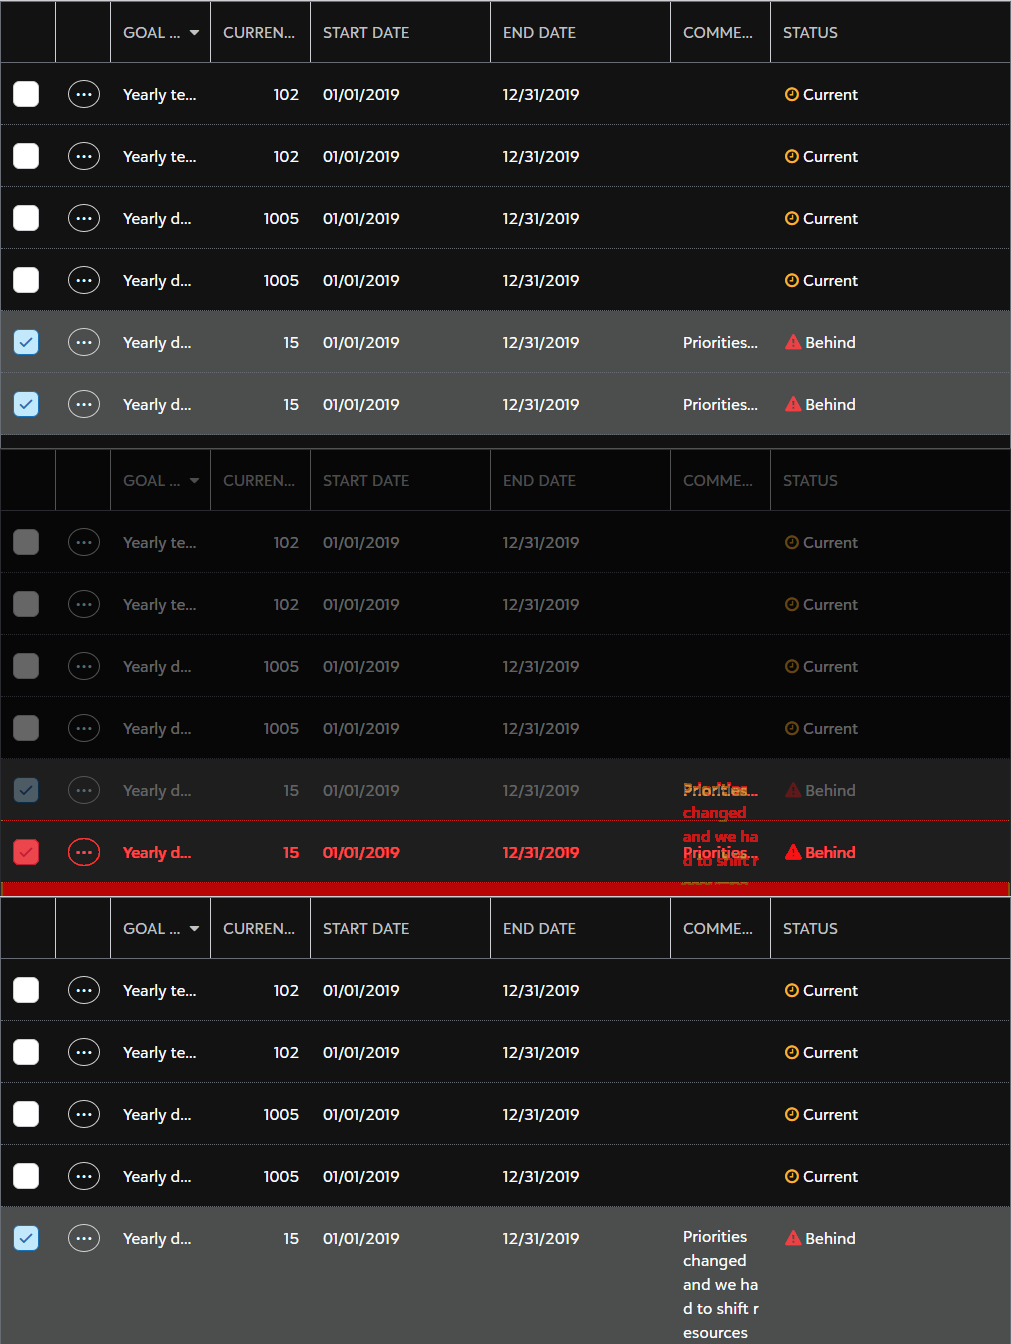 GOAL ... CURREN... START DATE END DATE COMME... STATUS
Yearly te... 102 01/01/2019 12/31/2019 Current
Yearly te... 102 01/01/2019 12/31/2019 Current
Yearly d... 1005 01/01/2019 12/31/2019 Current
Yearly d... 1005 01/01/2019 12/31/2019 Current
Yearly d... 15 01/01/2019 12/31/2019 Priorities... Behind
Yearly d... 15 01/01/2019 12/31/2019 Priorities... Behind
GOAL ... CURREN... START DATE END DATE COMME... STATUS
Yearly te... 102 01/01/2019 12/31/2019 Current
Yearly te... 102 01/01/2019 12/31/2019 Current
Yearly d... 1005 01/01/2019 12/31/2019 Current
Yearly d... 1005 01/01/2019 12/31/2019 Current
Yearly d... 15 01/01/2019 12/31/2019 Priorities... Behind
changed
and we ha
Yearly d... 15 01/01/2019 12/31/2019 Priorities... Behind
d to shift r
GOAL ... CURREN... START DATE END DATE COMME... STATUS
Yearly te... 102 01/01/2019 12/31/2019 Current
Yearly te... 102 01/01/2019 12/31/2019 Current
Yearly d... 1005 01/01/2019 12/31/2019 Current
Yearly d... 1005 01/01/2019 12/31/2019 Current
Yearly d... 15 01/01/2019 12/31/2019 Priorities Behind
changed
and we ha
d to shift r
esources